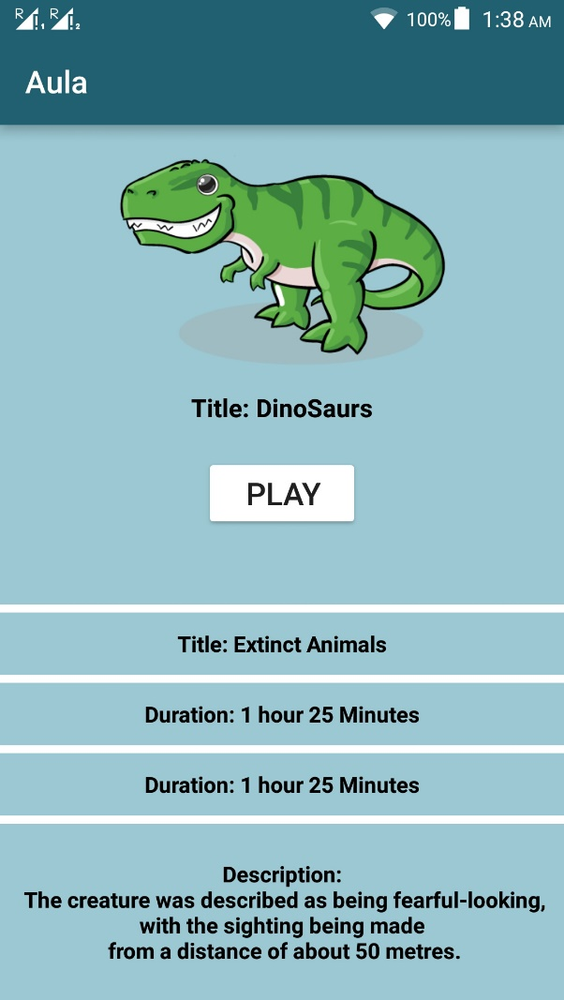 R 1 R 2 100% 1:38 AM
Aula
Title: DinoSaurs
PLAY
Title: Extinct Animals
Duration: 1 hour 25 Minutes
Duration: 1 hour 25 Minutes
Description:
The creature was described as being fearful-looking,
with the sighting being made
from a distance of about 50 metres.